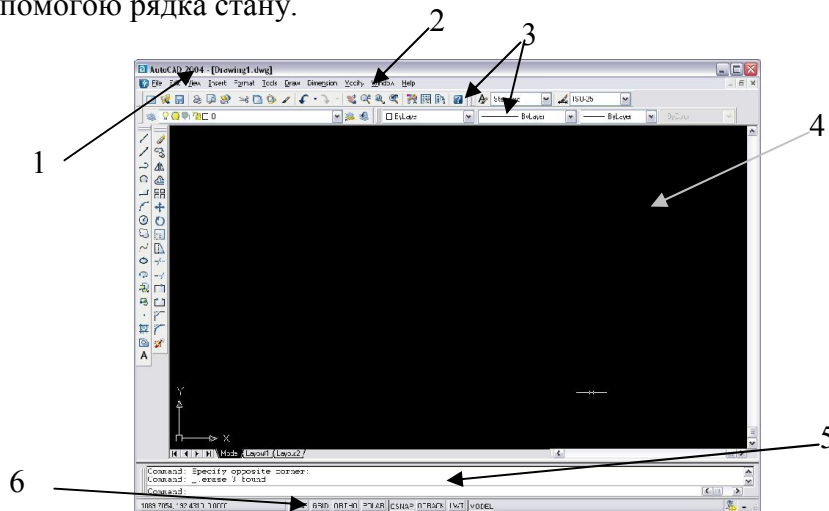 помогою рядка стану.
2
3
AutoCAD 2004 - [Drawing1.dwg]
File View Insert Format Tools Draw Dimension Modify Window Help
ISO-25
0 ByLayer ByLayer ByLayer ByColor
1
4
A
Y
X
Model Layout1 Layout2
5
Command: Specify opposite corner:
Command: _.erase 3 found
Command:
6
GRID ORTHO POLAR OSNAP OTRACK LWT MODEL